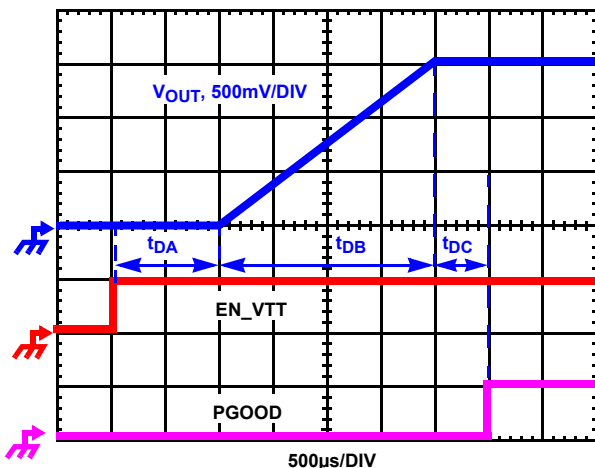 VOUT, 500mV/DIV
tDA
tDB
tDC
EN_VTT
PGOOD
500µs/DIV